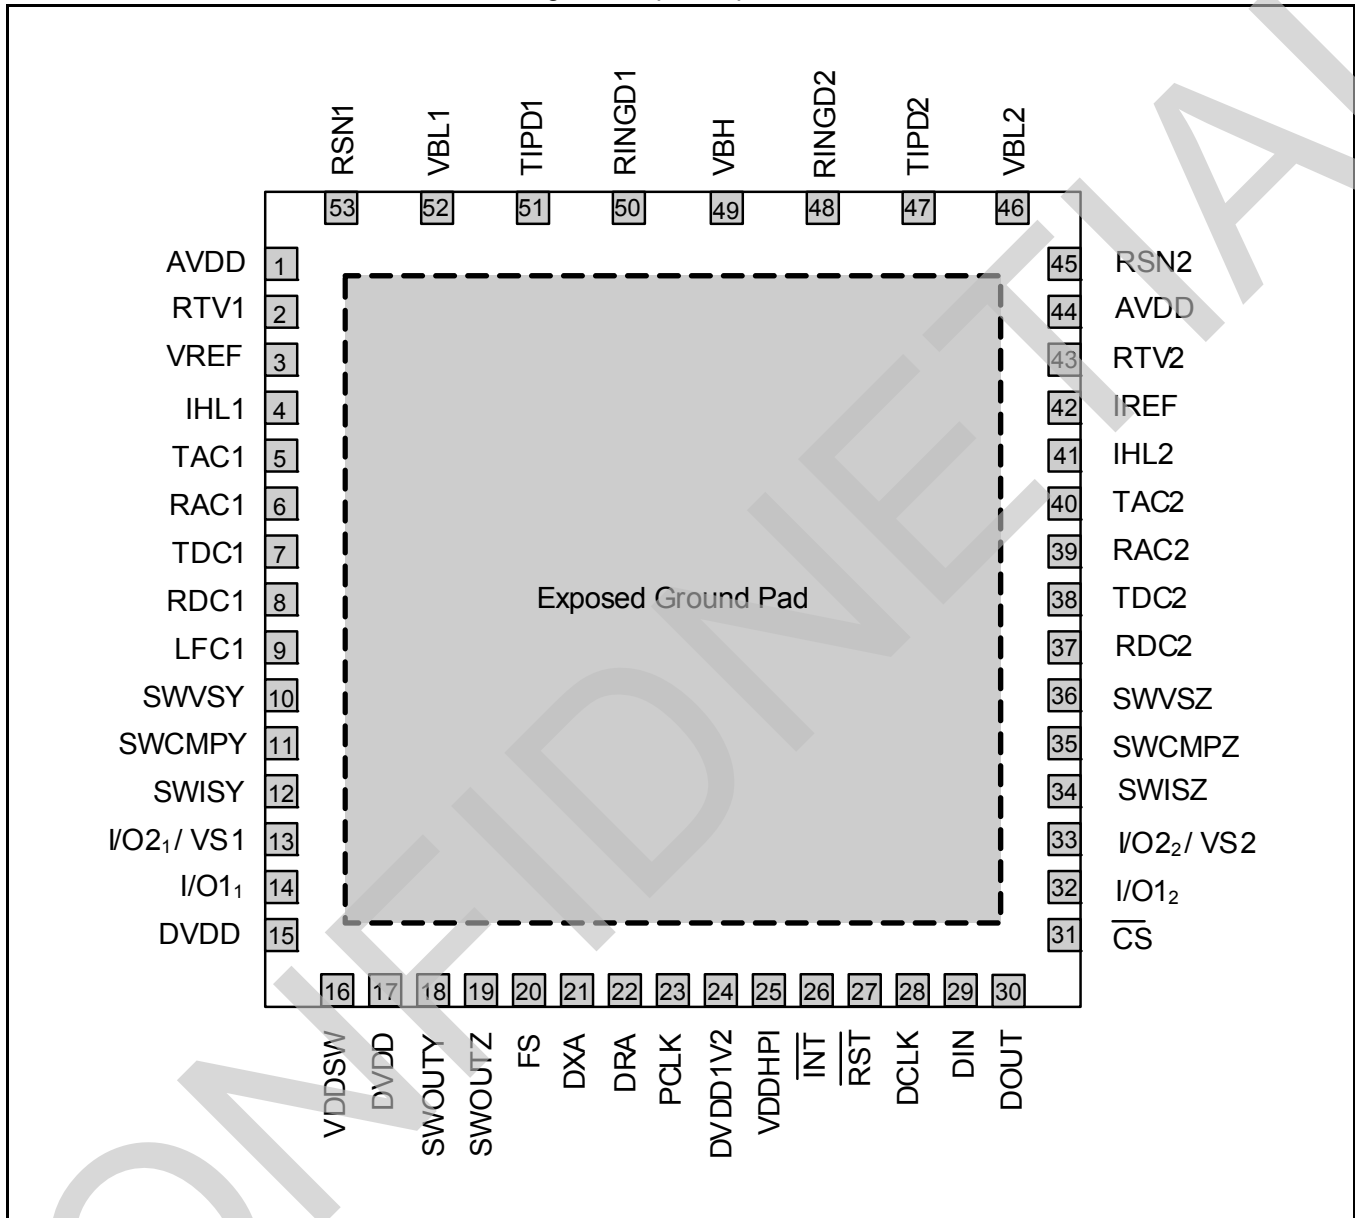 RSN1 VBL1 TIPD1 RINGD1 VBH RINGD2 TIPD2 VBL2
53 52 51 50 49 48 47 46
AVDD 1 45 RSN2
RTV1 2 44 AVDD
VREF 3 43 RTV2
IHL1 4 42 IREF
TAC1 5 41 IHL2
RAC1 6 40 TAC2
TDC1 7 39 RAC2
RDC1 8 Exposed Ground Pad 38 TDC2
LFC1 9 37 RDC2
SWVSY 10 36 SWVSZ
SWCMPY 11 35 SWCMPZ
SWISY 12 34 SWISZ
I/O2₁/ VS1 13 33 I/O2₂/ VS2
I/O1₁ 14 32 I/O1₂
DVDD 15 31 C̅S̅
16 17 18 19 20 21 22 23 24 25 26 27 28 29 30
VDDSW DVDD SWOUTY SWOUTZ FS DXA DRA PCLK DVDD1V2 VDDHPI I̅N̅T̅ R̅S̅T̅ DCLK DIN DOUT
ONFIDNETIAL